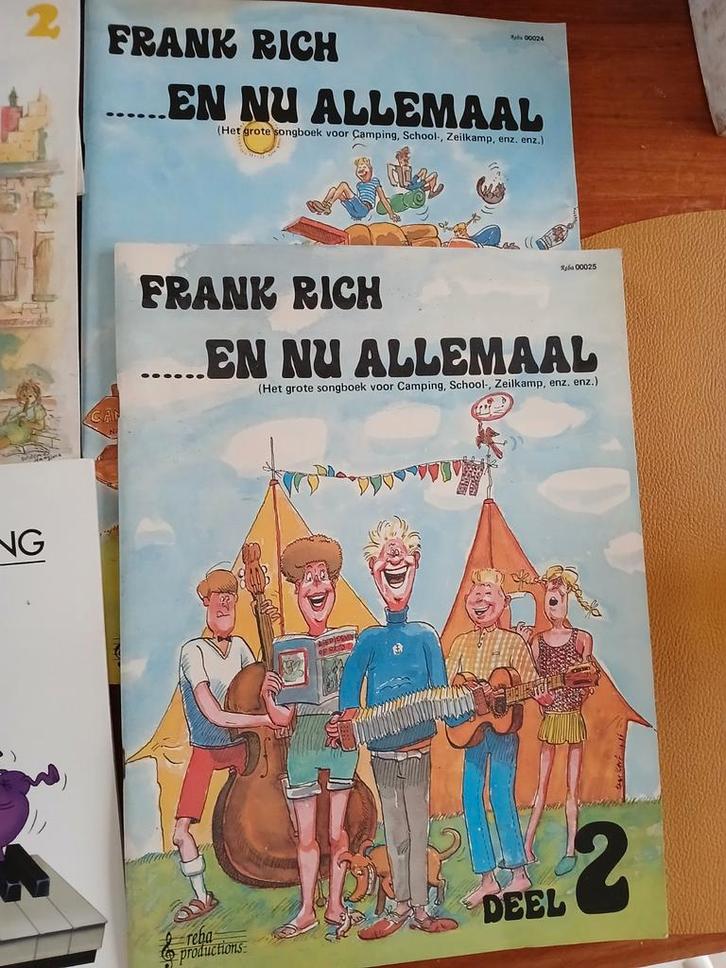 2
FRANK RICH
Reba 00024
......EN NU ALLEMAAL
(Het grote songboek voor Camping, School-, Zeilkamp, enz. enz.)
FRANK RICH
Reba 00025
......EN NU ALLEMAAL
(Het grote songboek voor Camping, School-, Zeilkamp, enz. enz.)
NG
DEEL 2
reba
productions